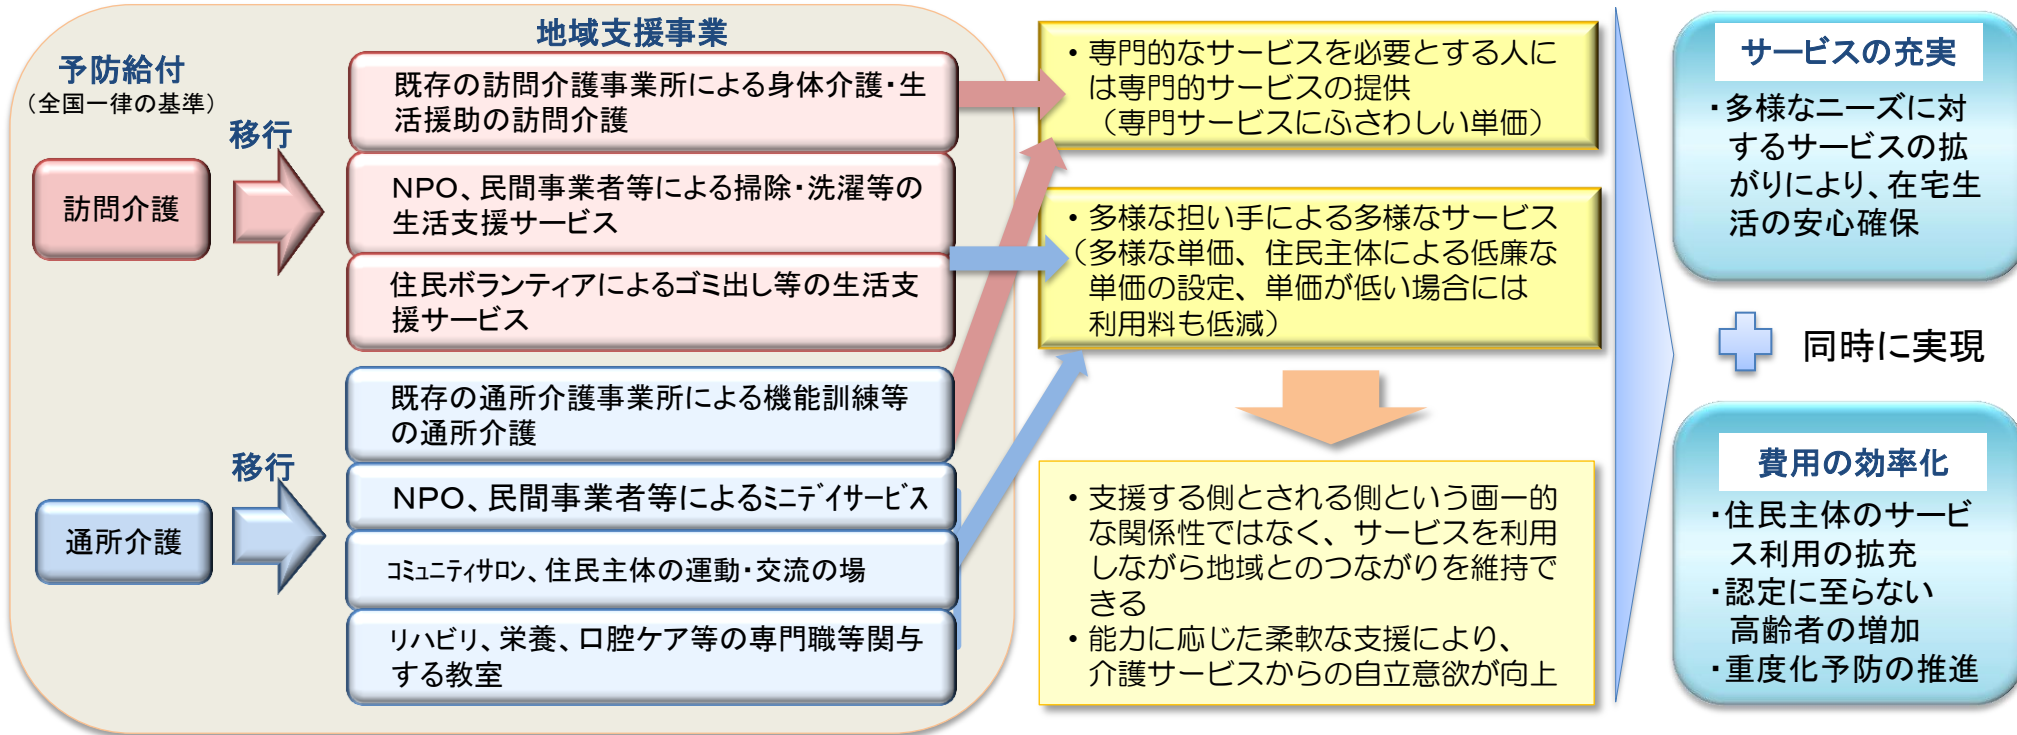 地域支援事業
予防給付
（全国一律の基準）
移行
訪問介護
既存の訪問介護事業所による身体介護・生
活援助の訪問介護
ＮＰＯ、民間事業者等による掃除・洗濯等の
生活支援サービス
住民ボランティアによるゴミ出し等の生活支
援サービス
移行
通所介護
既存の通所介護事業所による機能訓練等
の通所介護
ＮＰＯ、民間事業者等によるミニデイサービス
コミュニティサロン、住民主体の運動・交流の場
リハビリ、栄養、口腔ケア等の専門職等関与
する教室
・専門的なサービスを必要とする人に
は専門的サービスの提供
（専門サービスにふさわしい単価）
・多様な担い手による多様なサービス
（多様な単価、住民主体による低廉な
単価の設定、単価が低い場合には
利用料も低減）
・支援する側とされる側という画一的
な関係性ではなく、サービスを利用
しながら地域とのつながりを維持で
きる
・能力に応じた柔軟な支援により、
介護サービスからの自立意欲が向上
サービスの充実
・多様なニーズに対
するサービスの拡
がりにより、在宅生
活の安心確保
同時に実現
費用の効率化
・住民主体のサービ
ス利用の拡充
・認定に至らない
高齢者の増加
・重度化予防の推進